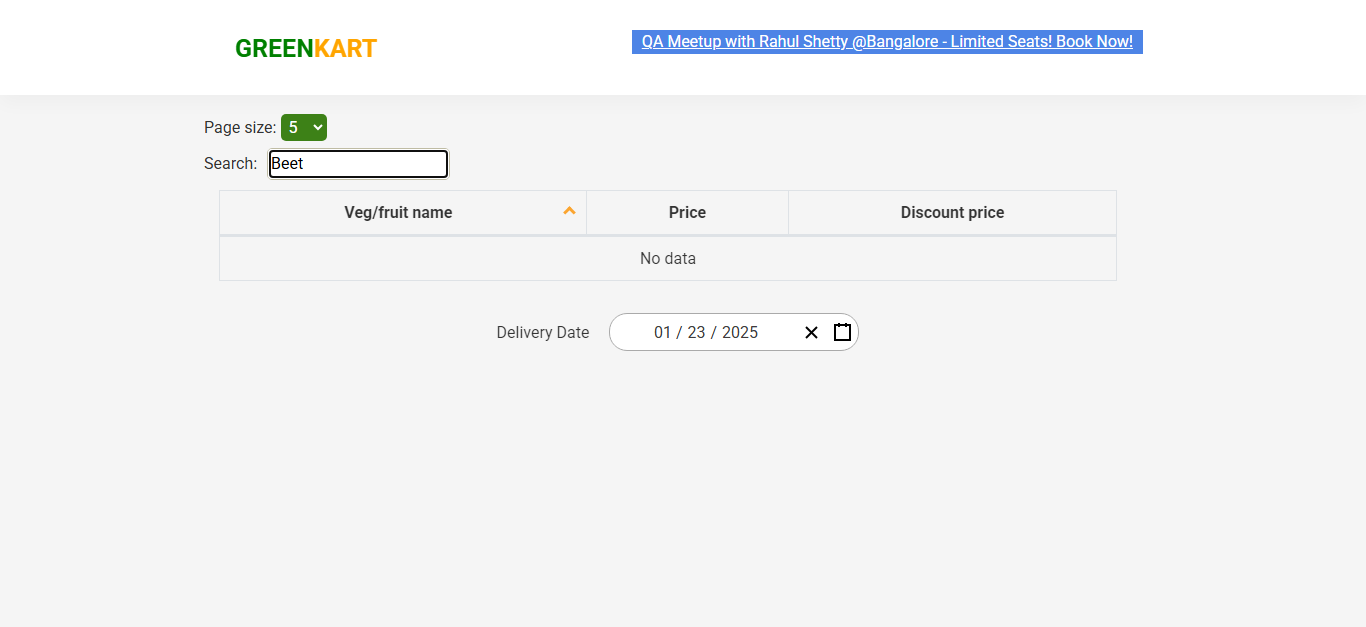 GREENKART
QA Meetup with Rahul Shetty @Bangalore - Limited Seats! Book Now!
Page size: 5
Search: Beet
Veg/fruit name Price Discount price
No data
Delivery Date 01 / 23 / 2025